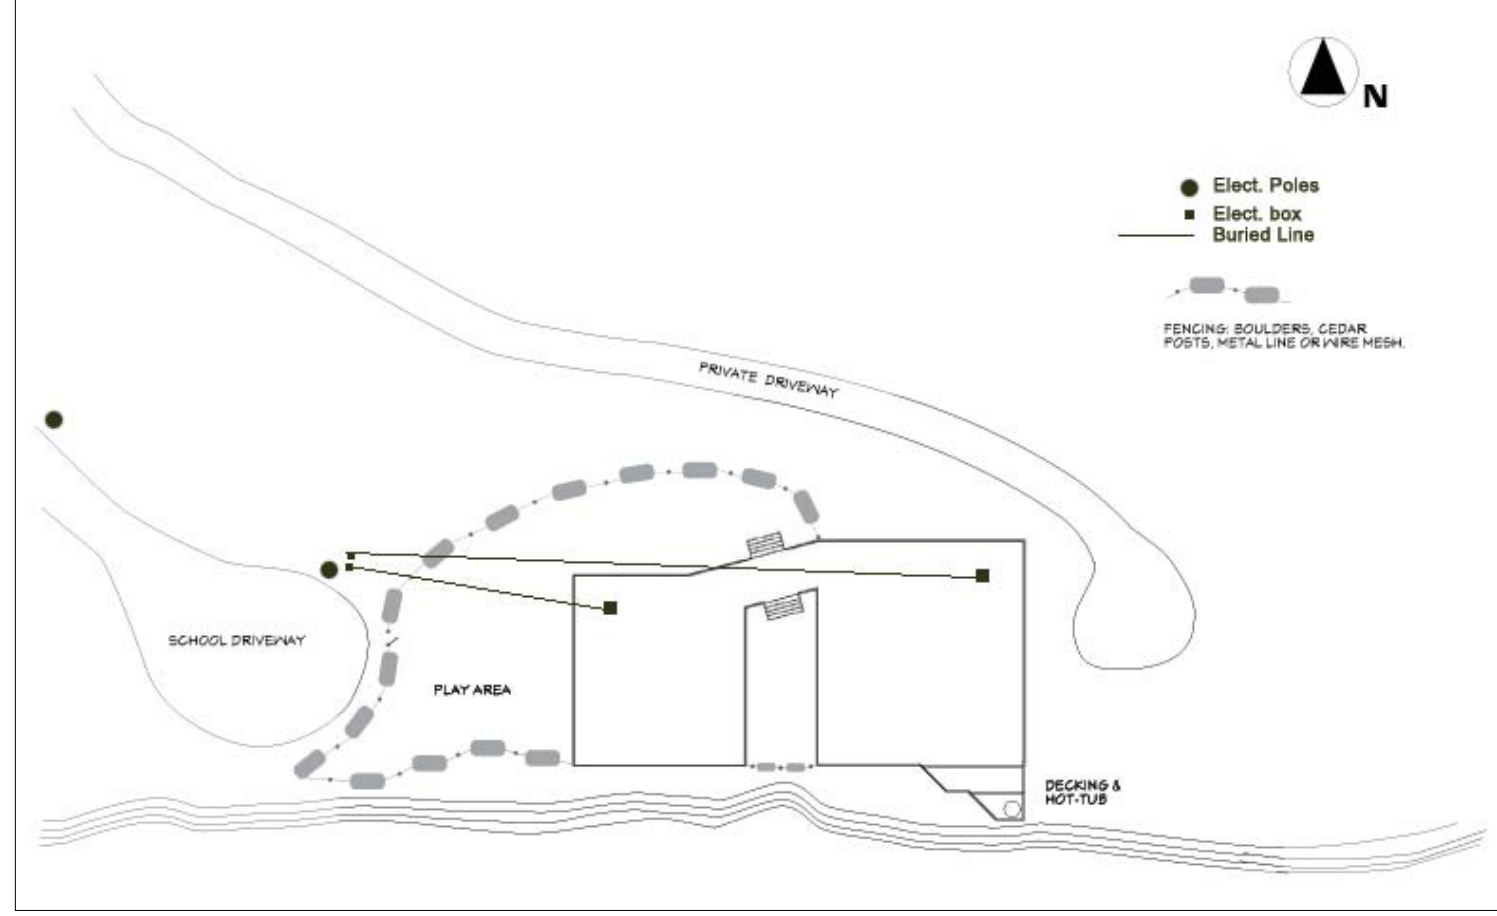 N
Elect. Poles
Elect. box
Buried Line
FENCING: BOULDERS, CEDAR
POSTS, METAL LINE OR WIRE MESH.
PRIVATE DRIVEWAY
SCHOOL DRIVEWAY
PLAY AREA
DECKING &
HOT-TUB